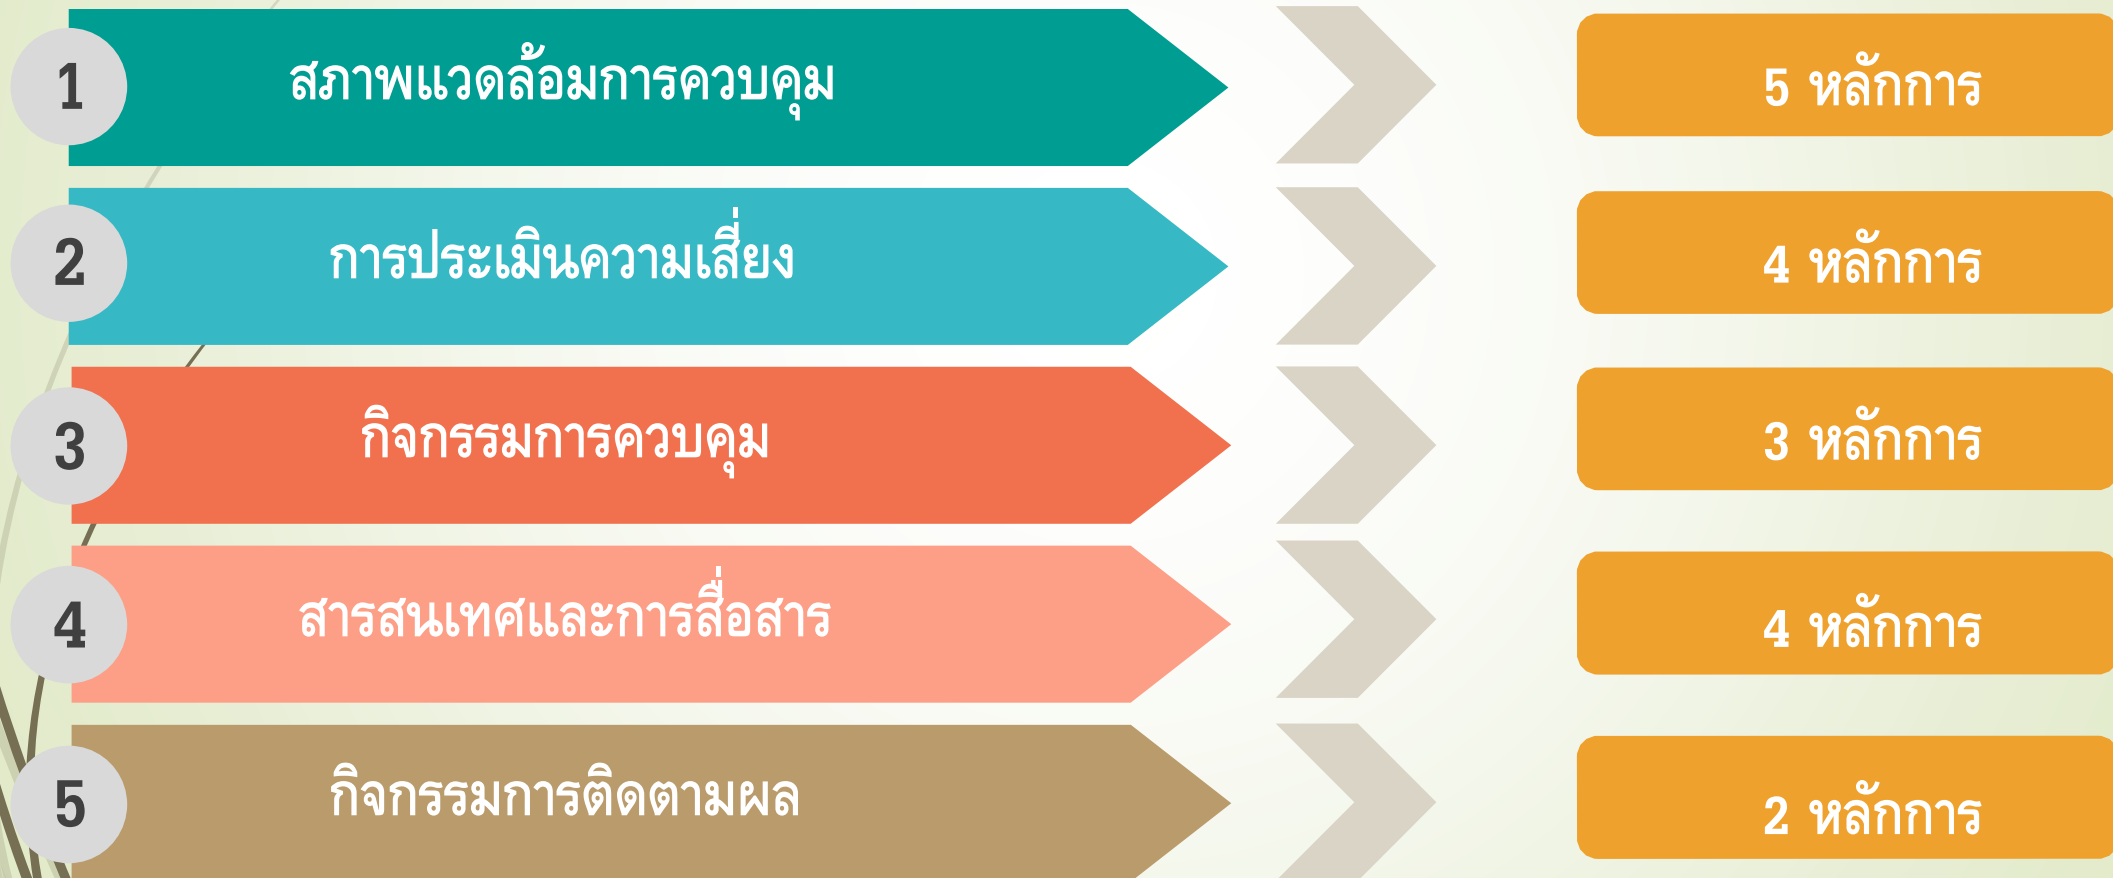 1 สภาพแวดล้อมการควบคุม 5 หลักการ
2 การประเมินความเสี่ยง 4 หลักการ
3 กิจกรรมการควบคุม 3 หลักการ
4 สารสนเทศและการสื่อสาร 4 หลักการ
5 กิจกรรมการติดตามผล 2 หลักการ